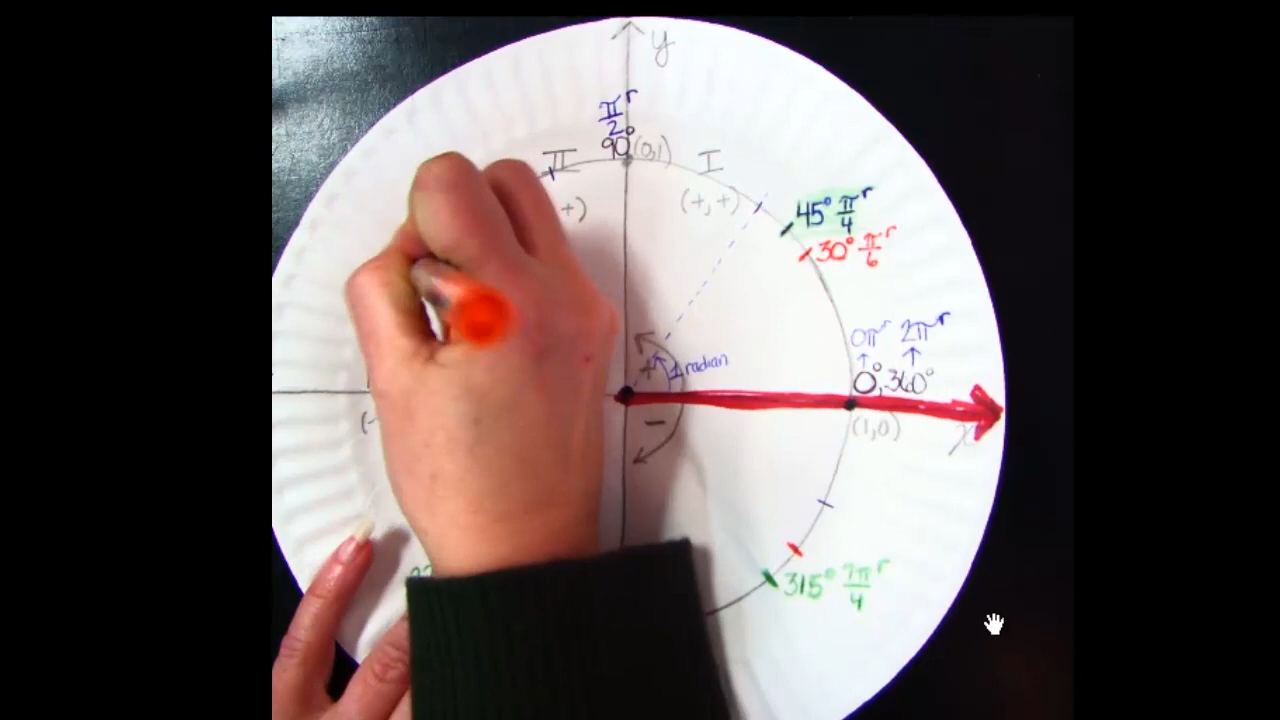 y
π/2 r
90°
(0,1)
II
I
+)
(+,+)
45° π/4 r
30° π/6 r
0π r 2π r
0°, 360°
+
1 radian
−
(1,0)
x
(-
315° 7π/4 r